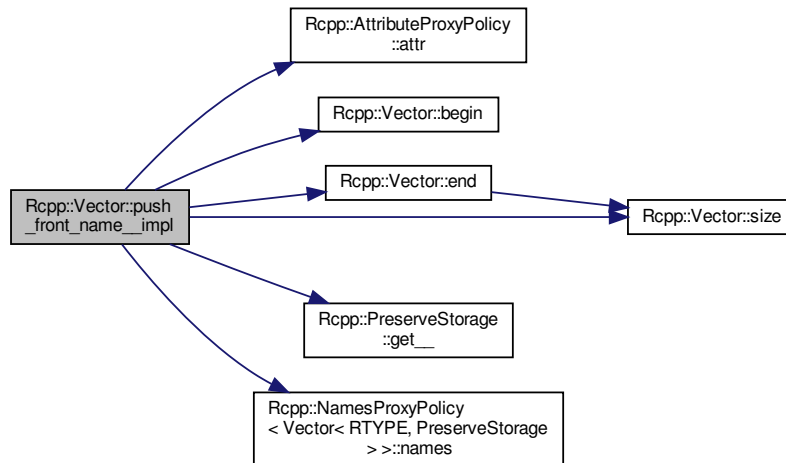 Rcpp::AttributeProxyPolicy
::attr
Rcpp::Vector::begin
Rcpp::Vector::end
Rcpp::Vector::push
_front_name__impl
Rcpp::Vector::size
Rcpp::PreserveStorage
::get__
Rcpp::NamesProxyPolicy
< Vector< RTYPE, PreserveStorage
> >::names